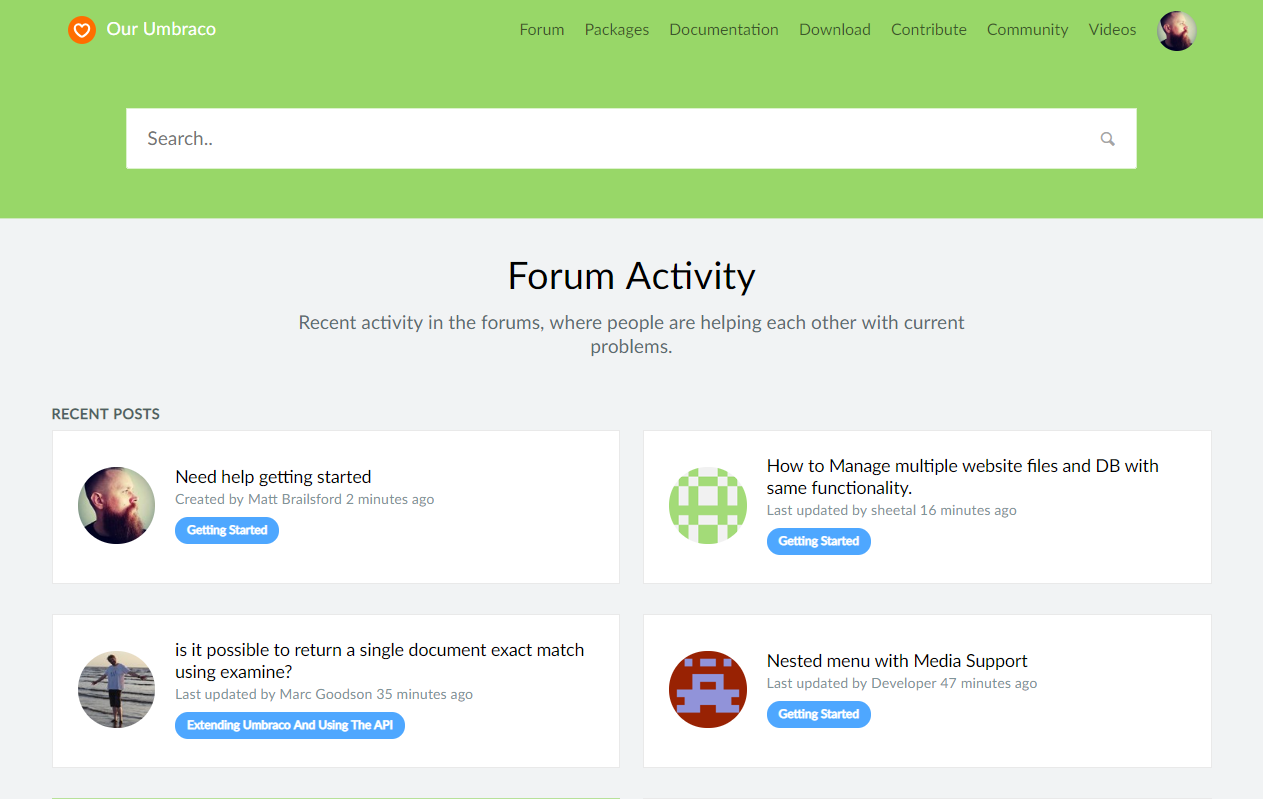 Our Umbraco
Forum Packages Documentation Download Contribute Community Videos
Search..
Forum Activity
Recent activity in the forums, where people are helping each other with current
problems.
RECENT POSTS
Need help getting started
Created by Matt Brailsford 2 minutes ago
Getting Started
How to Manage multiple website files and DB with
same functionality.
Last updated by sheetal 16 minutes ago
Getting Started
is it possible to return a single document exact match
using examine?
Last updated by Marc Goodson 35 minutes ago
Extending Umbraco And Using The API
Nested menu with Media Support
Last updated by Developer 47 minutes ago
Getting Started